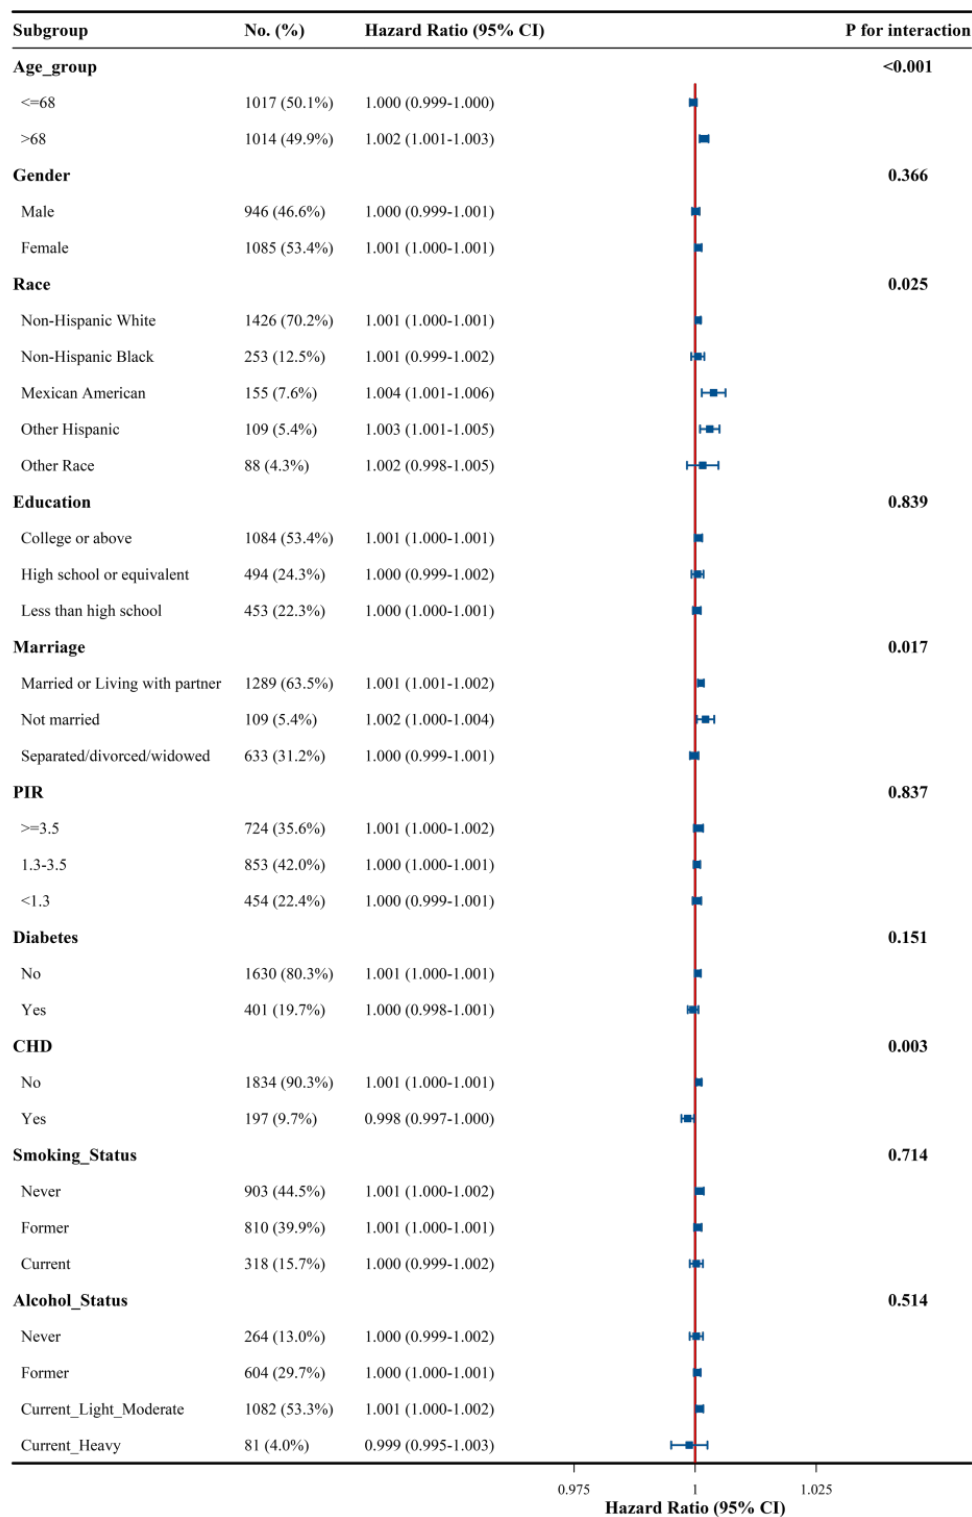 Subgroup No. (%) Hazard Ratio (95% CI) P for interaction
Age_group <0.001
<=68 1017 (50.1%) 1.000 (0.999-1.000)
>68 1014 (49.9%) 1.002 (1.001-1.003)
Gender 0.366
Male 946 (46.6%) 1.000 (0.999-1.001)
Female 1085 (53.4%) 1.001 (1.000-1.001)
Race 0.025
Non-Hispanic White 1426 (70.2%) 1.001 (1.000-1.001)
Non-Hispanic Black 253 (12.5%) 1.001 (0.999-1.002)
Mexican American 155 (7.6%) 1.004 (1.001-1.006)
Other Hispanic 109 (5.4%) 1.003 (1.001-1.005)
Other Race 88 (4.3%) 1.002 (0.998-1.005)
Education 0.839
College or above 1084 (53.4%) 1.001 (1.000-1.001)
High school or equivalent 494 (24.3%) 1.000 (0.999-1.002)
Less than high school 453 (22.3%) 1.000 (1.000-1.001)
Marriage 0.017
Married or Living with partner 1289 (63.5%) 1.001 (1.001-1.002)
Not married 109 (5.4%) 1.002 (1.000-1.004)
Separated/divorced/widowed 633 (31.2%) 1.000 (0.999-1.001)
PIR 0.837
>=3.5 724 (35.6%) 1.001 (1.000-1.002)
1.3-3.5 853 (42.0%) 1.000 (1.000-1.001)
<1.3 454 (22.4%) 1.000 (0.999-1.001)
Diabetes 0.151
No 1630 (80.3%) 1.001 (1.000-1.001)
Yes 401 (19.7%) 1.000 (0.998-1.001)
CHD 0.003
No 1834 (90.3%) 1.001 (1.000-1.001)
Yes 197 (9.7%) 0.998 (0.997-1.000)
Smoking_Status 0.714
Never 903 (44.5%) 1.001 (1.000-1.002)
Former 810 (39.9%) 1.001 (1.000-1.001)
Current 318 (15.7%) 1.000 (0.999-1.002)
Alcohol_Status 0.514
Never 264 (13.0%) 1.000 (0.999-1.002)
Former 604 (29.7%) 1.000 (1.000-1.001)
Current_Light_Moderate 1082 (53.3%) 1.001 (1.000-1.002)
Current_Heavy 81 (4.0%) 0.999 (0.995-1.003)
0.975 1 1.025
Hazard Ratio (95% CI)